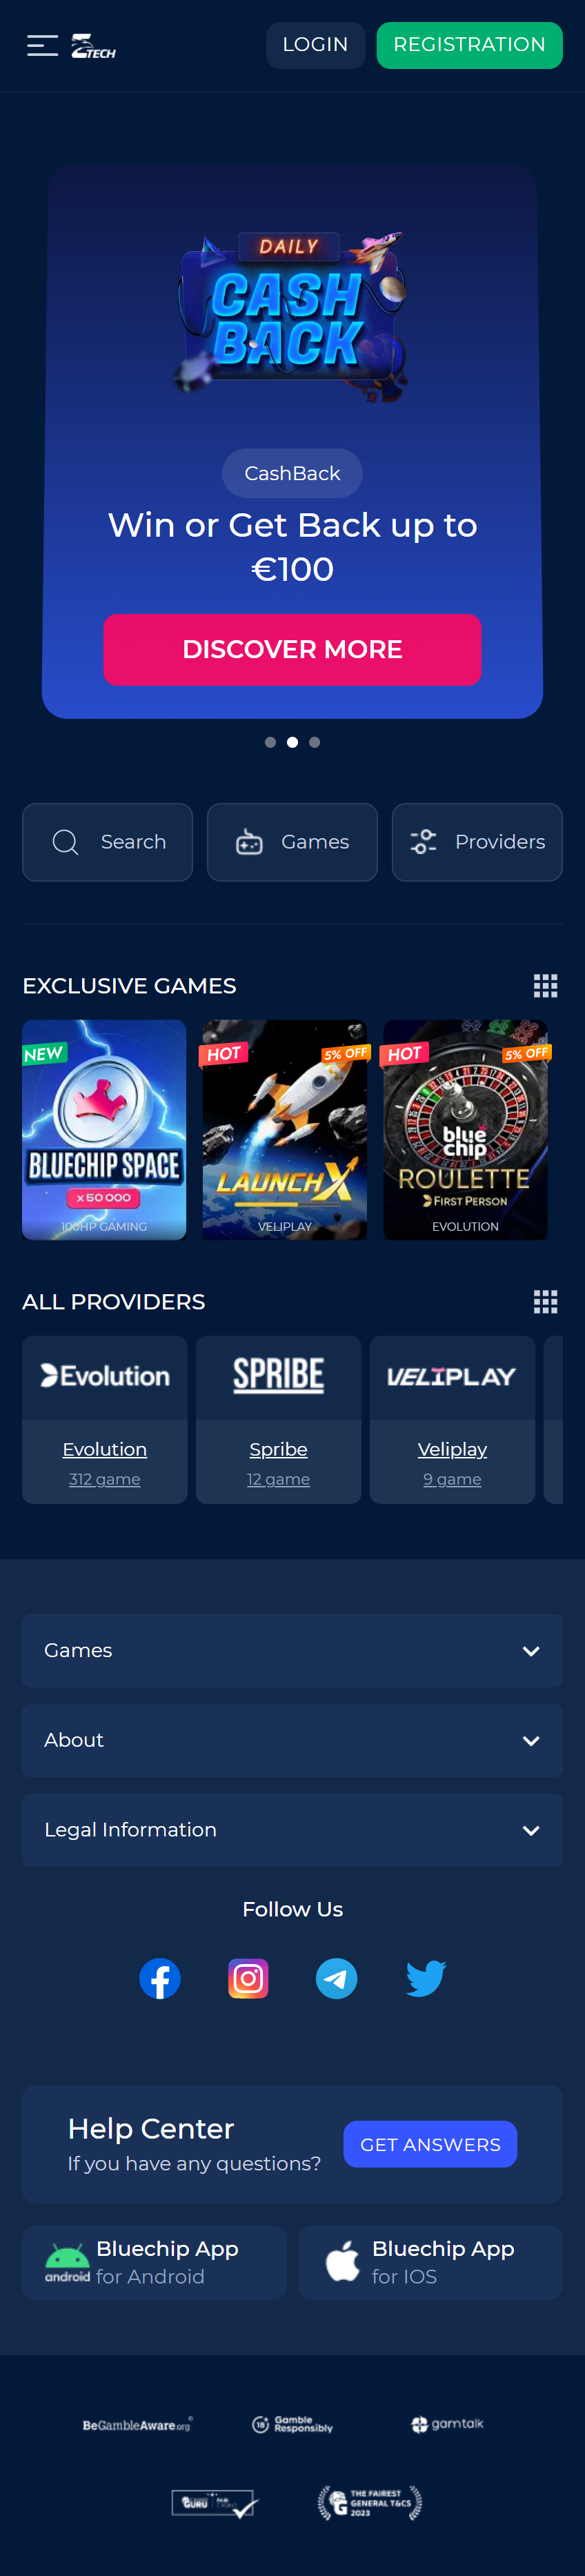 ZTECH
LOGIN
REGISTRATION
DAILY
CASH
BACK
CashBack
Win or Get Back up to
€100
DISCOVER MORE
Search
Games
Providers
EXCLUSIVE GAMES
NEW
BLUECHIP SPACE
x50 000
100HP GAMING
HOT
5% OFF
LAUNCHX
VELIPLAY
HOT
5% OFF
blue
chip
ROULETTE
FIRST PERSON
EVOLUTION
ALL PROVIDERS
Evolution
SPRIBE
VELIPLAY
Evolution
Spribe
Veliplay
312 game
12 game
9 game
Games
About
Legal Information
Follow Us
Help Center
If you have any questions?
GET ANSWERS
android
Bluechip App
for Android
Bluechip App
for IOS
BeGambleAware.org®
18
Gamble
Responsibly
gamtalk
GURU
THE FAIREST
GENERAL T&CS
2023